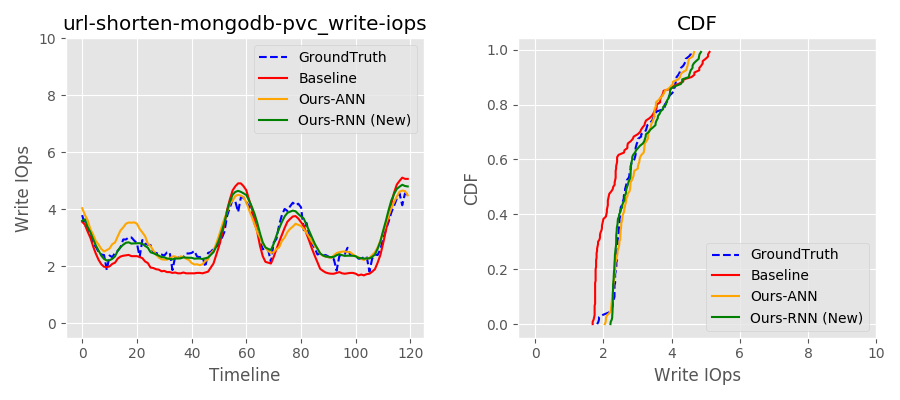 url-shorten-mongodb-pvc_write-iops
10
8
6
4
2
0
Write IOps
0 20 40 60 80 100 120
Timeline
GroundTruth
Baseline
Ours-ANN
Ours-RNN (New)
CDF
1.0
0.8
0.6
0.4
0.2
0.0
CDF
0 2 4 6 8 10
Write IOps
GroundTruth
Baseline
Ours-ANN
Ours-RNN (New)